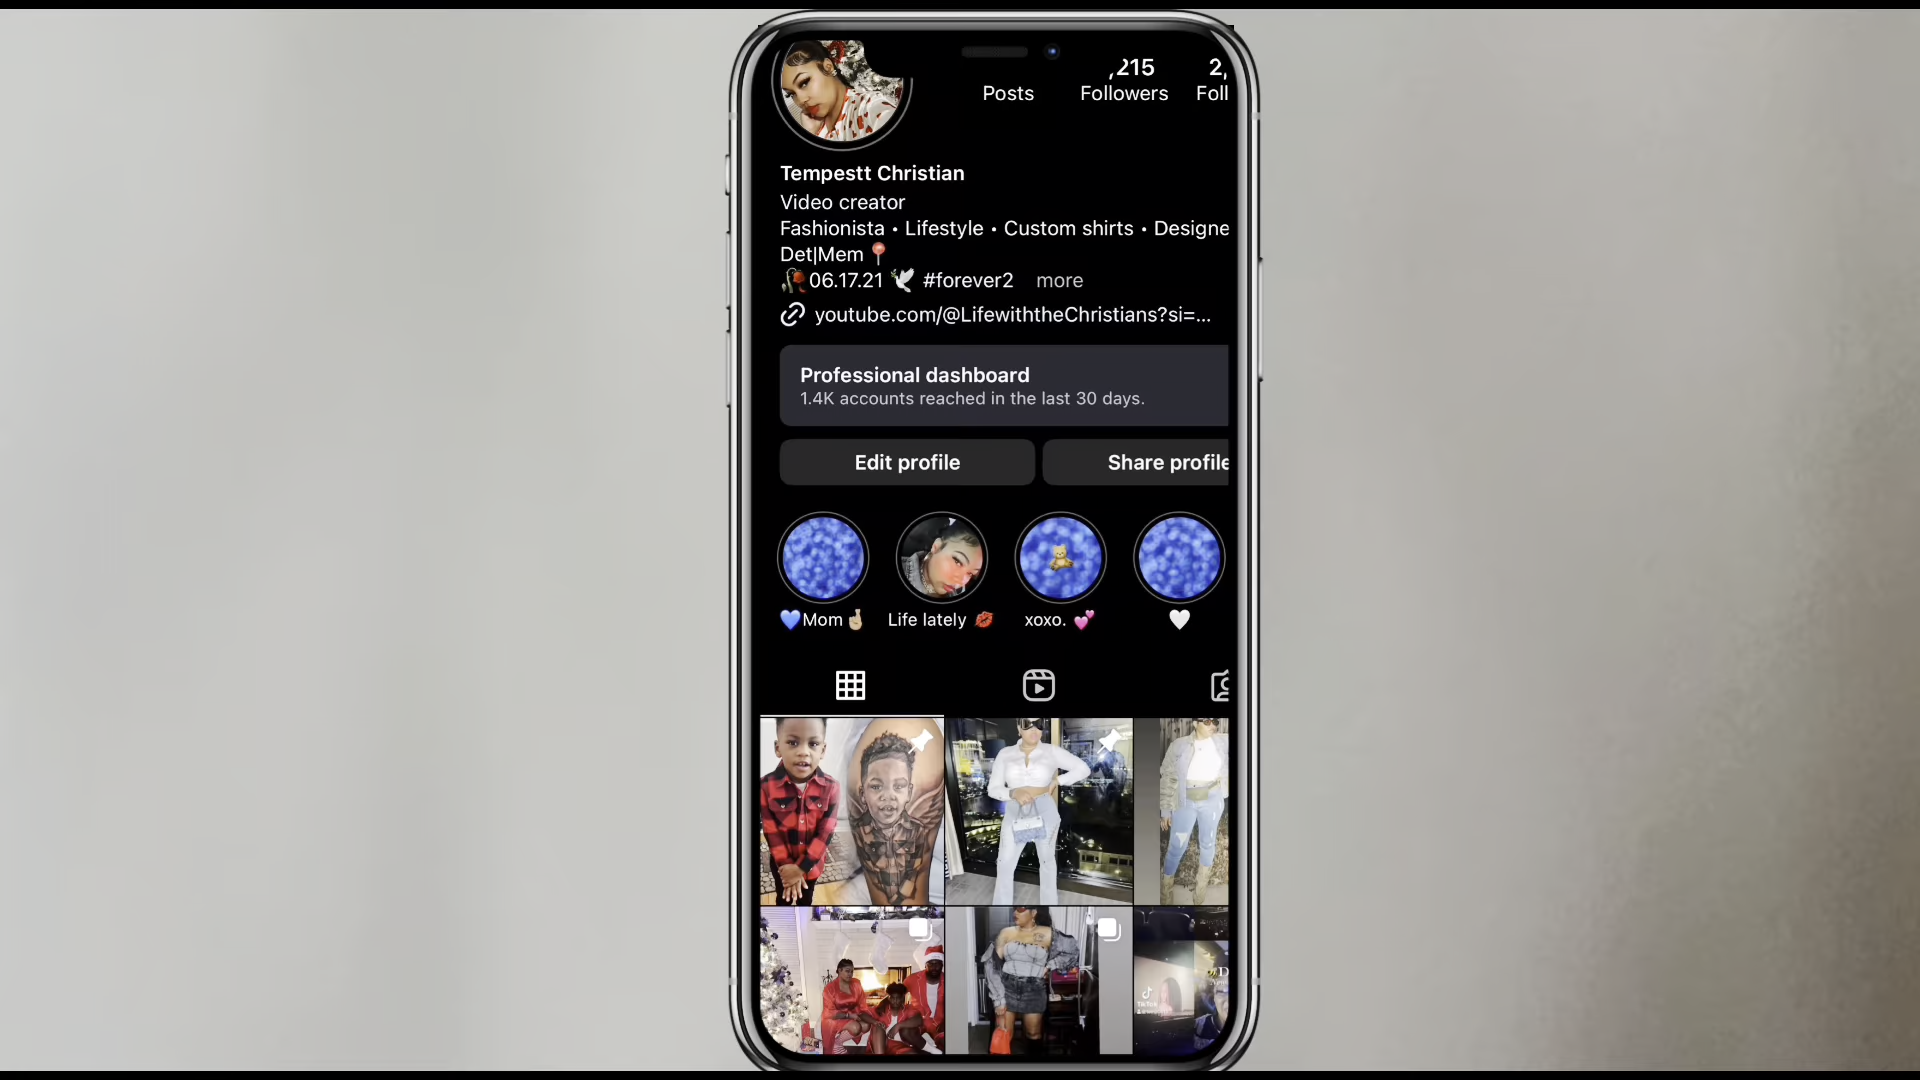 ,215
2,
Posts
Followers
Foll
Tempestt Christian
Video creator
Fashionista • Lifestyle • Custom shirts • Designe
Det|Mem 📍
🥀06.17.21 🕊 #forever2 more
youtube.com/@LifewiththeChristians?si=...
Professional dashboard
1.4K accounts reached in the last 30 days.
Edit profile
Share profile
💙Mom🤞🏼
Life lately 💋
xoxo. 💕
🤍
TikTok